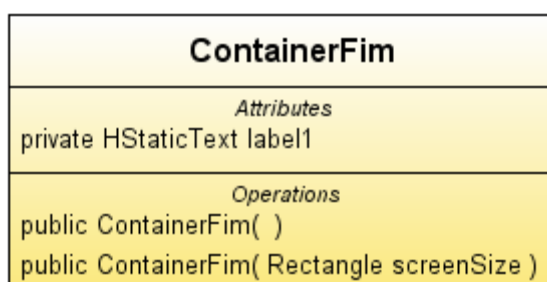 ContainerFim
Attributes
private HStaticText label1
Operations
public ContainerFim( )
public ContainerFim( Rectangle screenSize )